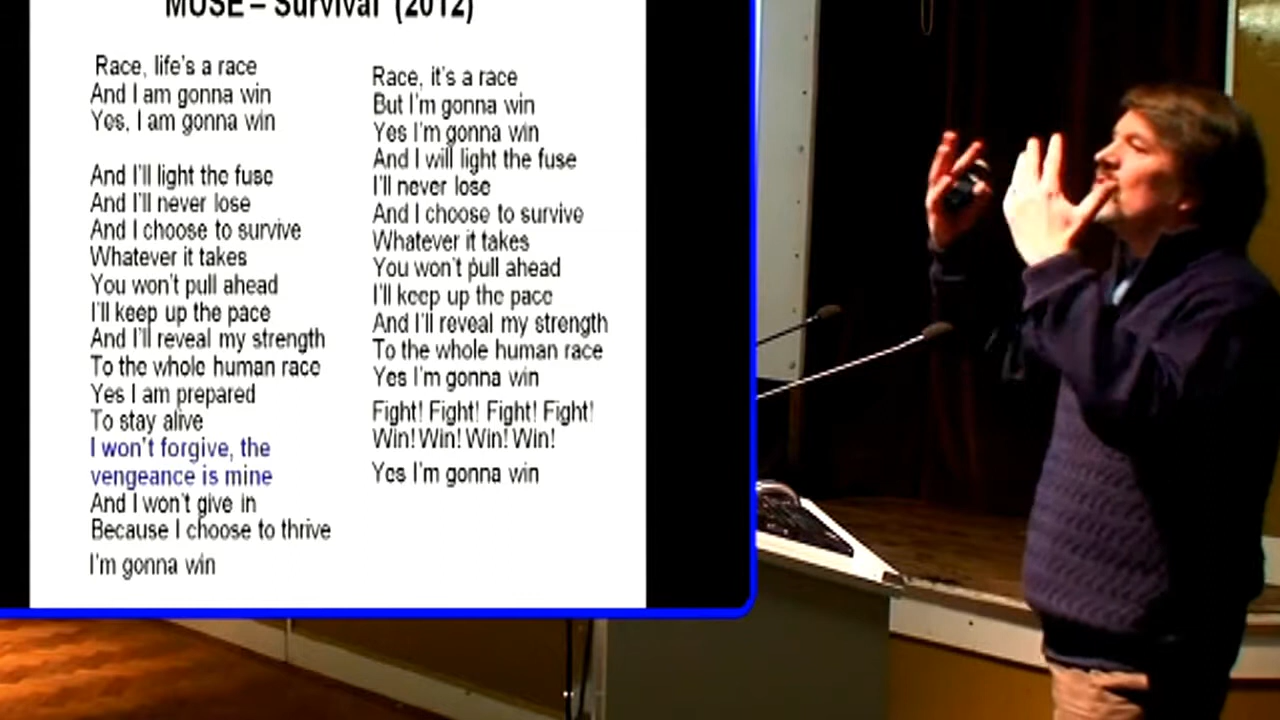 MUSE – Survival (2012)
Race, life's a race
And I am gonna win
Yes, I am gonna win
And I'll light the fuse
And I'll never lose
And I choose to survive
Whatever it takes
You won't pull ahead
I'll keep up the pace
And I'll reveal my strength
To the whole human race
Yes I am prepared
To stay alive
I won't forgive, the
vengeance is mine
And I won't give in
Because I choose to thrive
I'm gonna win
Race, it's a race
But I'm gonna win
Yes I'm gonna win
And I will light the fuse
I'll never lose
And I choose to survive
Whatever it takes
You won't pull ahead
I'll keep up the pace
And I'll reveal my strength
To the whole human race
Yes I'm gonna win
Fight! Fight! Fight! Fight!
Win! Win! Win! Win!
Yes I'm gonna win